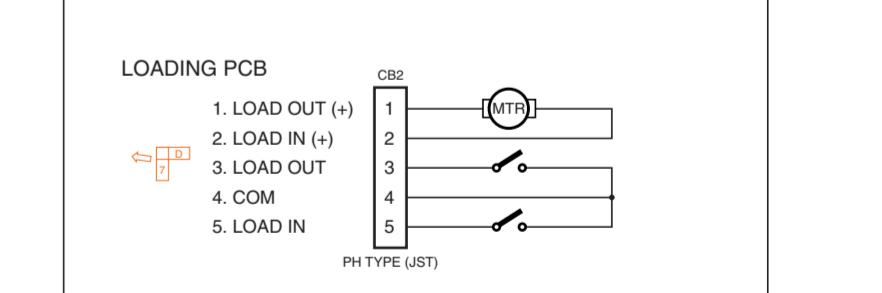 LOADING PCB
CB2
1. LOAD OUT (+) 1 MTR
2. LOAD IN (+) 2
D
7
3. LOAD OUT 3
4. COM 4
5. LOAD IN 5
PH TYPE (JST)